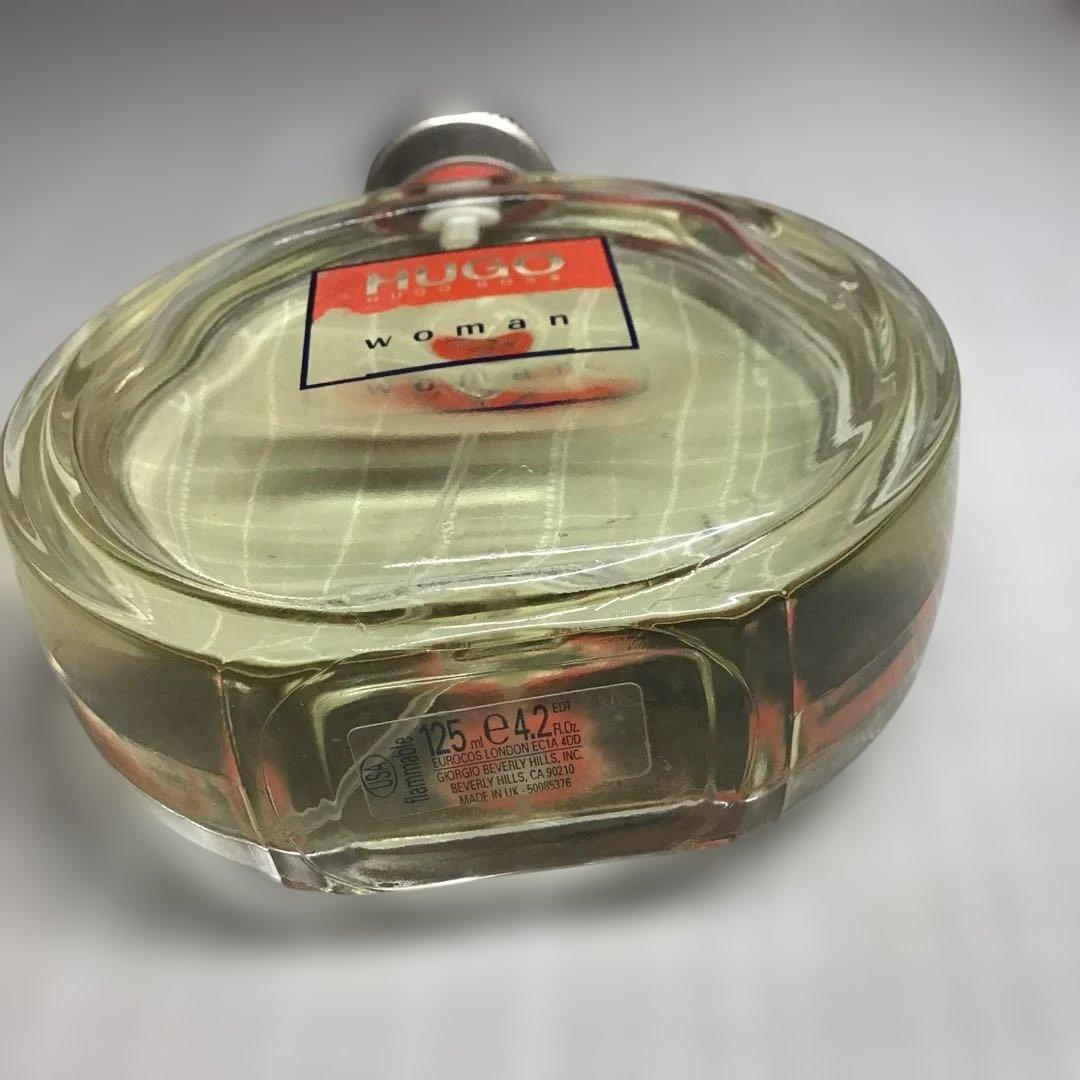 HUGO
HUGO BOSS
woman
USA
flammable
125 ml e 4.2 Fl.Oz. EDT
EUROCOS LONDON EC1A 4DD
GIORGIO BEVERLY HILLS, INC.
BEVERLY HILLS, CA 90210
MADE IN UK - 50085376